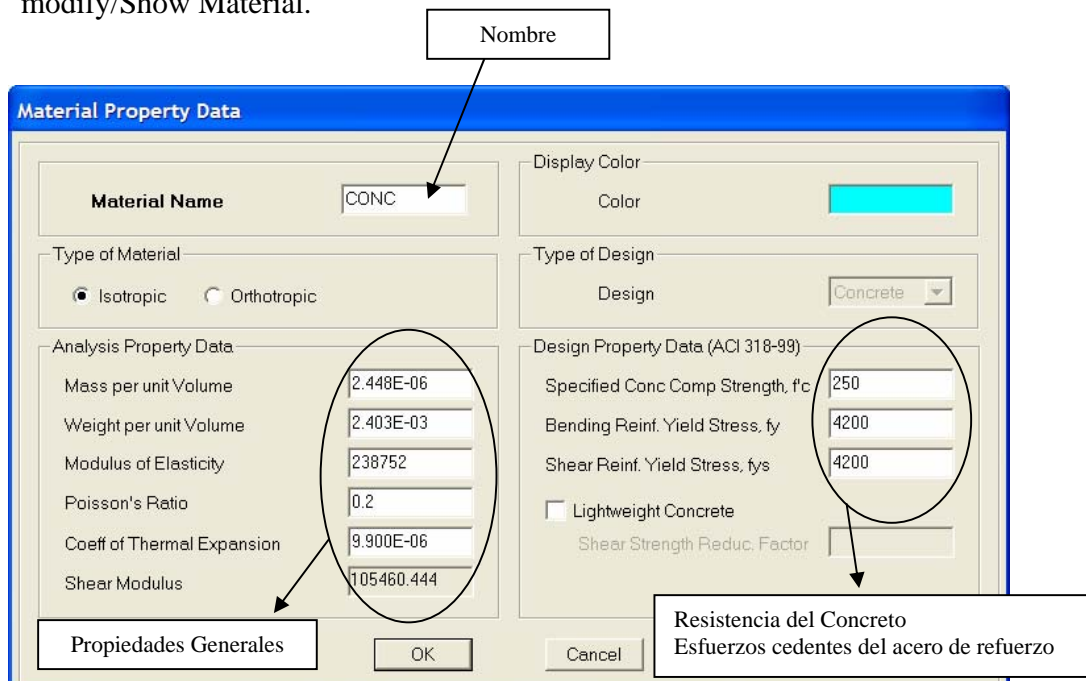 modify/Show Material.
Nombre
Material Property Data
Material Name CONC
Display Color
Color
Type of Material
Isotropic Orthotropic
Type of Design
Design Concrete
Analysis Property Data
Mass per unit Volume 2.448E-06
Weight per unit Volume 2.403E-03
Modulus of Elasticity 238752
Poisson's Ratio 0.2
Coeff of Thermal Expansion 9.900E-06
Shear Modulus 105460.444
Design Property Data (ACI 318-99)
Specified Conc Comp Strength, f'c 250
Bending Reinf. Yield Stress, fy 4200
Shear Reinf. Yield Stress, fys 4200
Lightweight Concrete
Shear Strength Reduc. Factor
Propiedades Generales
OK
Cancel
Resistencia del Concreto
Esfuerzos cedentes del acero de refuerzo